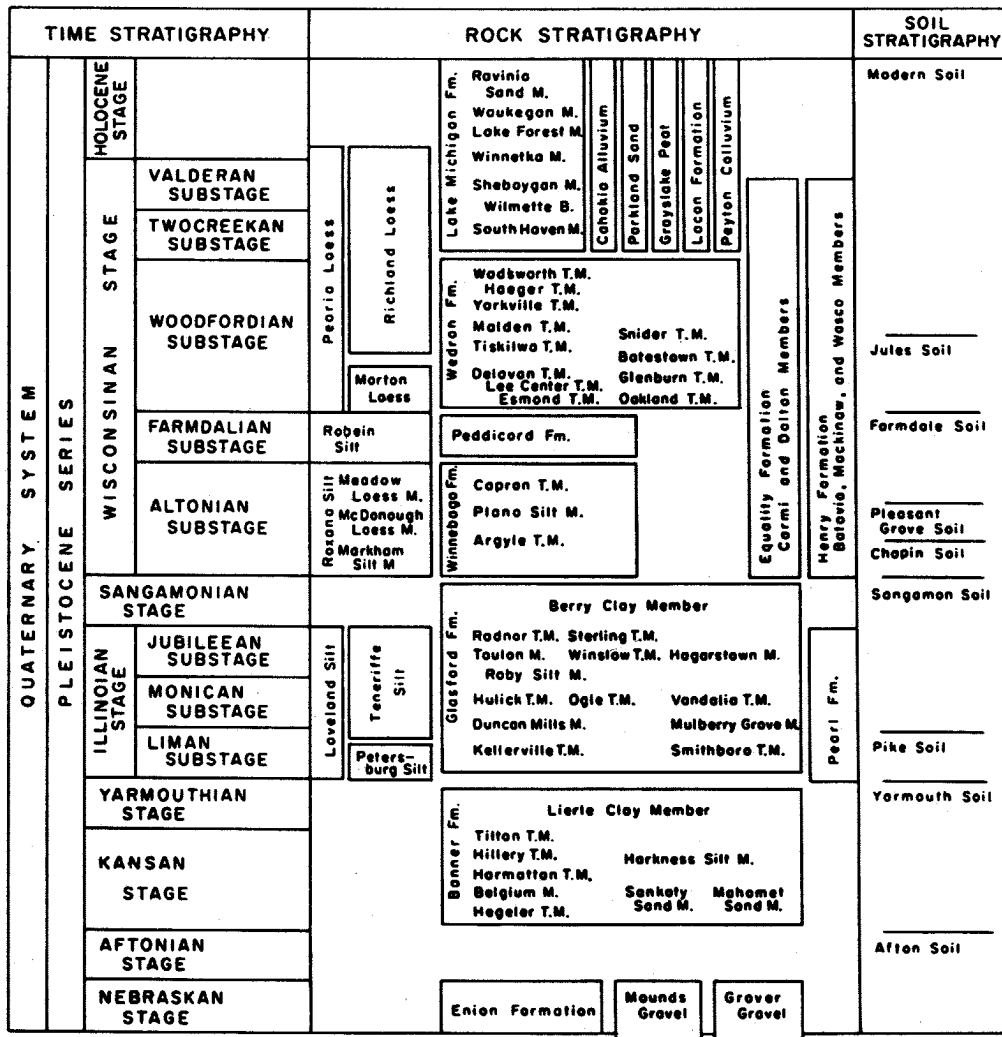 TIME STRATIGRAPHY
ROCK STRATIGRAPHY
SOIL
STRATIGRAPHY
QUATERNARY SYSTEM
PLEISTOCENE SERIES
HOLOCENE
STAGE
WISCONSINAN STAGE
VALDERAN
SUBSTAGE
TWOCREEKAN
SUBSTAGE
WOODFORDIAN
SUBSTAGE
FARMDALIAN
SUBSTAGE
ALTONIAN
SUBSTAGE
SANGAMONIAN
STAGE
ILLINOIAN
STAGE
JUBILEEAN
SUBSTAGE
MONICAN
SUBSTAGE
LIMAN
SUBSTAGE
YARMOUTHIAN
STAGE
KANSAN
STAGE
AFTONIAN
STAGE
NEBRASKAN
STAGE
Peoria Loess
Richland Loess
Morton
Loess
Robein
Silt
Roxana Silt
Meadow
Loess M.
McDonough
Loess M.
Markham
Silt M
Loveland Silt
Teneriffe
Silt
Peters-
burg Silt
Lake Michigan Fm.
Ravinia
Sand M.
Waukegan M.
Lake Forest M.
Winnetka M.
Sheboygan M.
Wilmette B.
South Haven M.
Cahokia Alluvium
Parkland Sand
Grayslake Peat
Lacon Formation
Peyton Colluvium
Wedron Fm.
Wadsworth T.M.
Haeger T.M.
Yorkville T.M.
Malden T.M.
Tiskilwa T.M.
Delavan T.M.
Lee Center T.M.
Esmond T.M.
Snider T.M.
Batestown T.M.
Glenburn T.M.
Oakland T.M.
Peddicord Fm.
Winnebago Fm.
Capron T.M.
Plano Silt M.
Argyle T.M.
Equality Formation
Carmi and Dolton Members
Henry Formation
Batavia, Mackinaw, and Wasco Members
Glasford Fm.
Berry Clay Member
Radnor T.M. Sterling T.M.
Toulon M. Winslow T.M. Hagarstown M.
Roby Silt M.
Hulick T.M. Ogle T.M. Vandalia T.M.
Duncan Mills M. Mulberry Grove M.
Kellerville T.M. Smithboro T.M.
Pearl Fm.
Banner Fm.
Lierle Clay Member
Tilton T.M.
Hillery T.M.
Harmattan T.M.
Belgium M.
Hegeler T.M.
Harkness Silt M.
Sankoty
Sand M.
Mahomet
Sand M.
Enion Formation
Mounds
Gravel
Grover
Gravel
Modern Soil
Jules Soil
Farmdale Soil
Pleasant
Grove Soil
Chapin Soil
Sangamon Soil
Pike Soil
Yarmouth Soil
Afton Soil